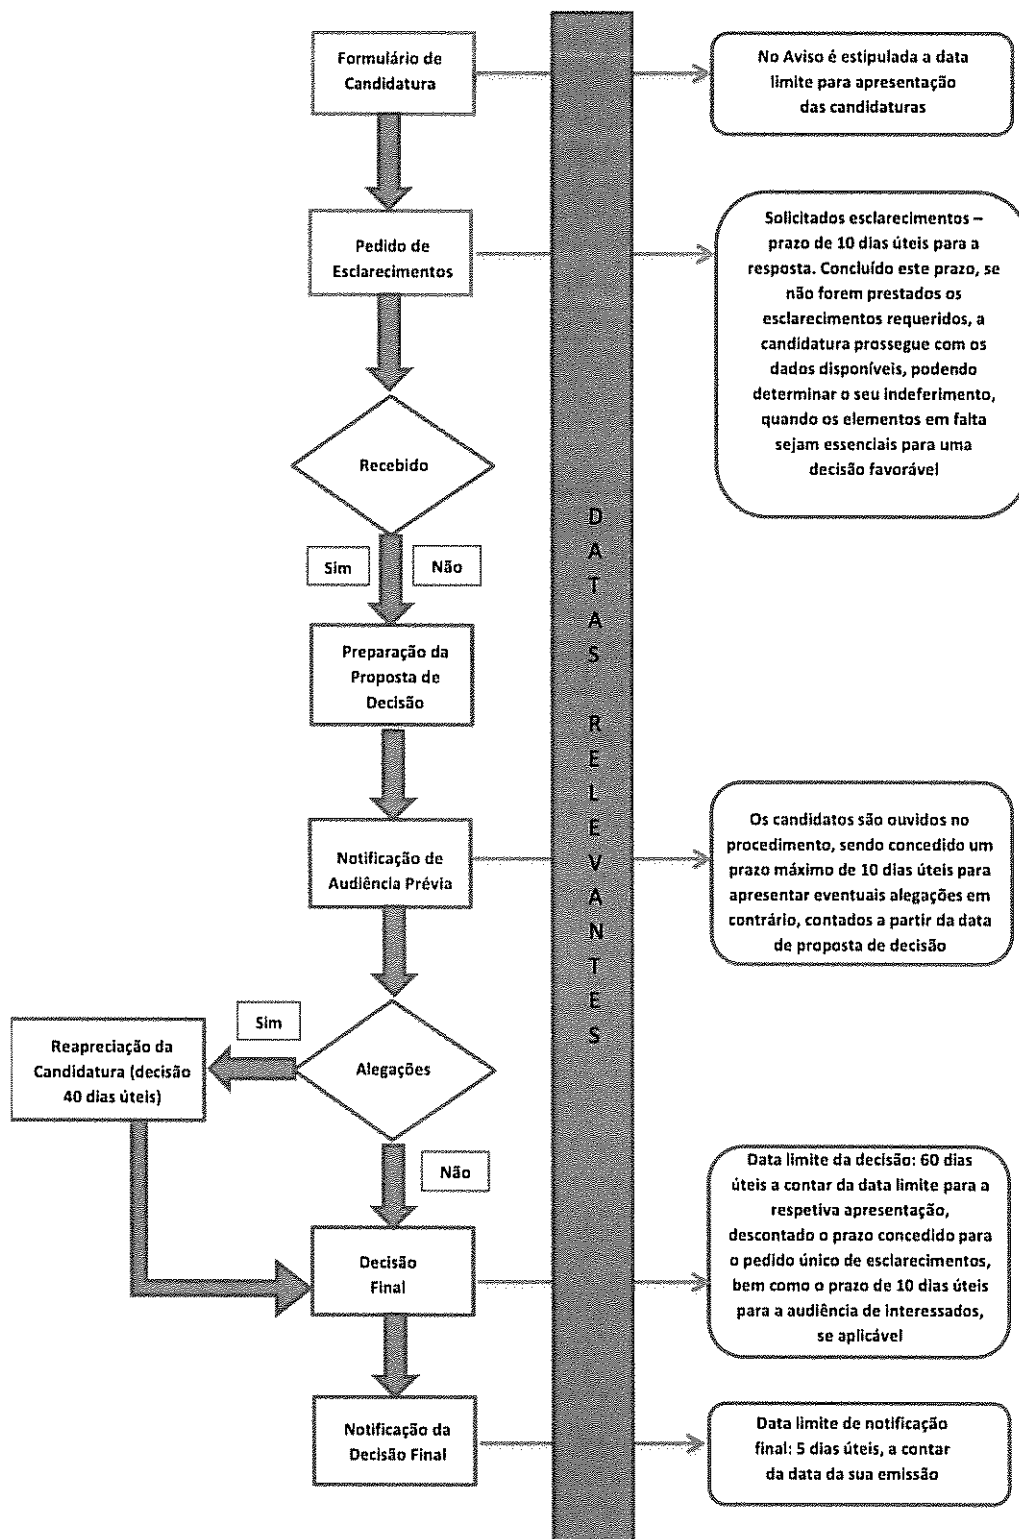 Formulário de
Candidatura
No Aviso é estipulada a data
limite para apresentação
das candidaturas
Pedido de
Esclarecimentos
Solicitados esclarecimentos –
prazo de 10 dias úteis para a
resposta. Concluído este prazo, se
não forem prestados os
esclarecimentos requeridos, a
candidatura prossegue com os
dados disponíveis, podendo
determinar o seu indeferimento,
quando os elementos em falta
sejam essenciais para uma
decisão favorável
Recebido
Sim
Não
DATAS RELEVANTES
Preparação da
Proposta de
Decisão
Notificação de
Audiência Prévia
Os candidatos são ouvidos no
procedimento, sendo concedido um
prazo máximo de 10 dias úteis para
apresentar eventuais alegações em
contrário, contados a partir da data
de proposta de decisão
Alegações
Sim
Reapreciação da
Candidatura (decisão
40 dias úteis)
Não
Decisão
Final
Data limite da decisão: 60 dias
úteis a contar da data limite para a
respetiva apresentação,
descontado o prazo concedido para
o pedido único de esclarecimentos,
bem como o prazo de 10 dias úteis
para a audiência de interessados,
se aplicável
Notificação da
Decisão Final
Data limite de notificação
final: 5 dias úteis, a contar
da data da sua emissão